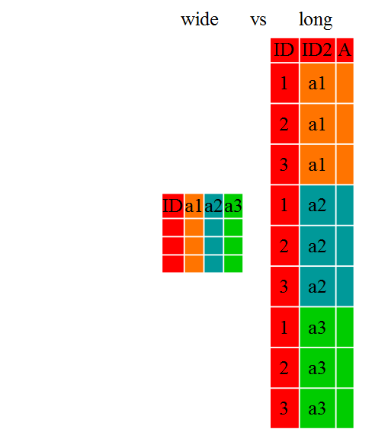 wide vs long
ID ID2 A
1 a1
2 a1
3 a1
1 a2
ID a1 a2 a3
2 a2
3 a2
1 a3
2 a3
3 a3